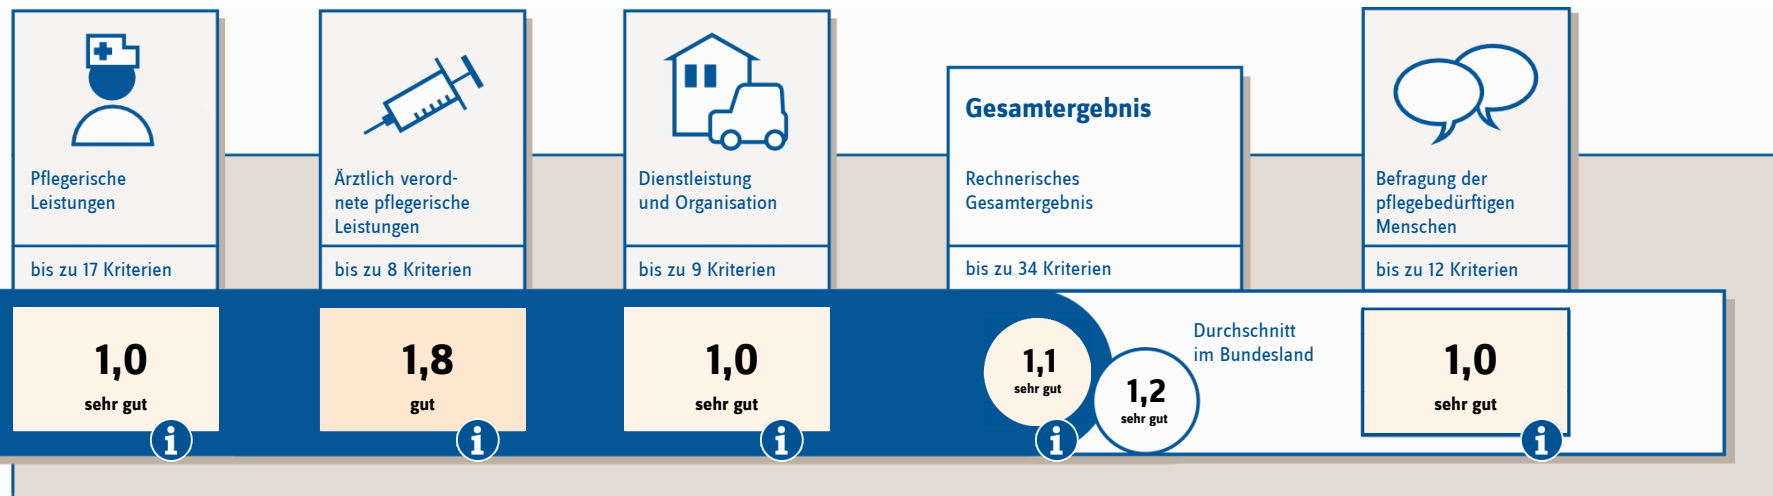 Pflegerische
Leistungen
bis zu 17 Kriterien
1,0
sehr gut
i
Ärztlich verord-
nete pflegerische
Leistungen
bis zu 8 Kriterien
1,8
gut
i
Dienstleistung
und Organisation
bis zu 9 Kriterien
1,0
sehr gut
i
Gesamtergebnis
Rechnerisches
Gesamtergebnis
bis zu 34 Kriterien
1,1
sehr gut
i
1,2
sehr gut
Durchschnitt
im Bundesland
Befragung der
pflegebedürftigen
Menschen
bis zu 12 Kriterien
1,0
sehr gut
i